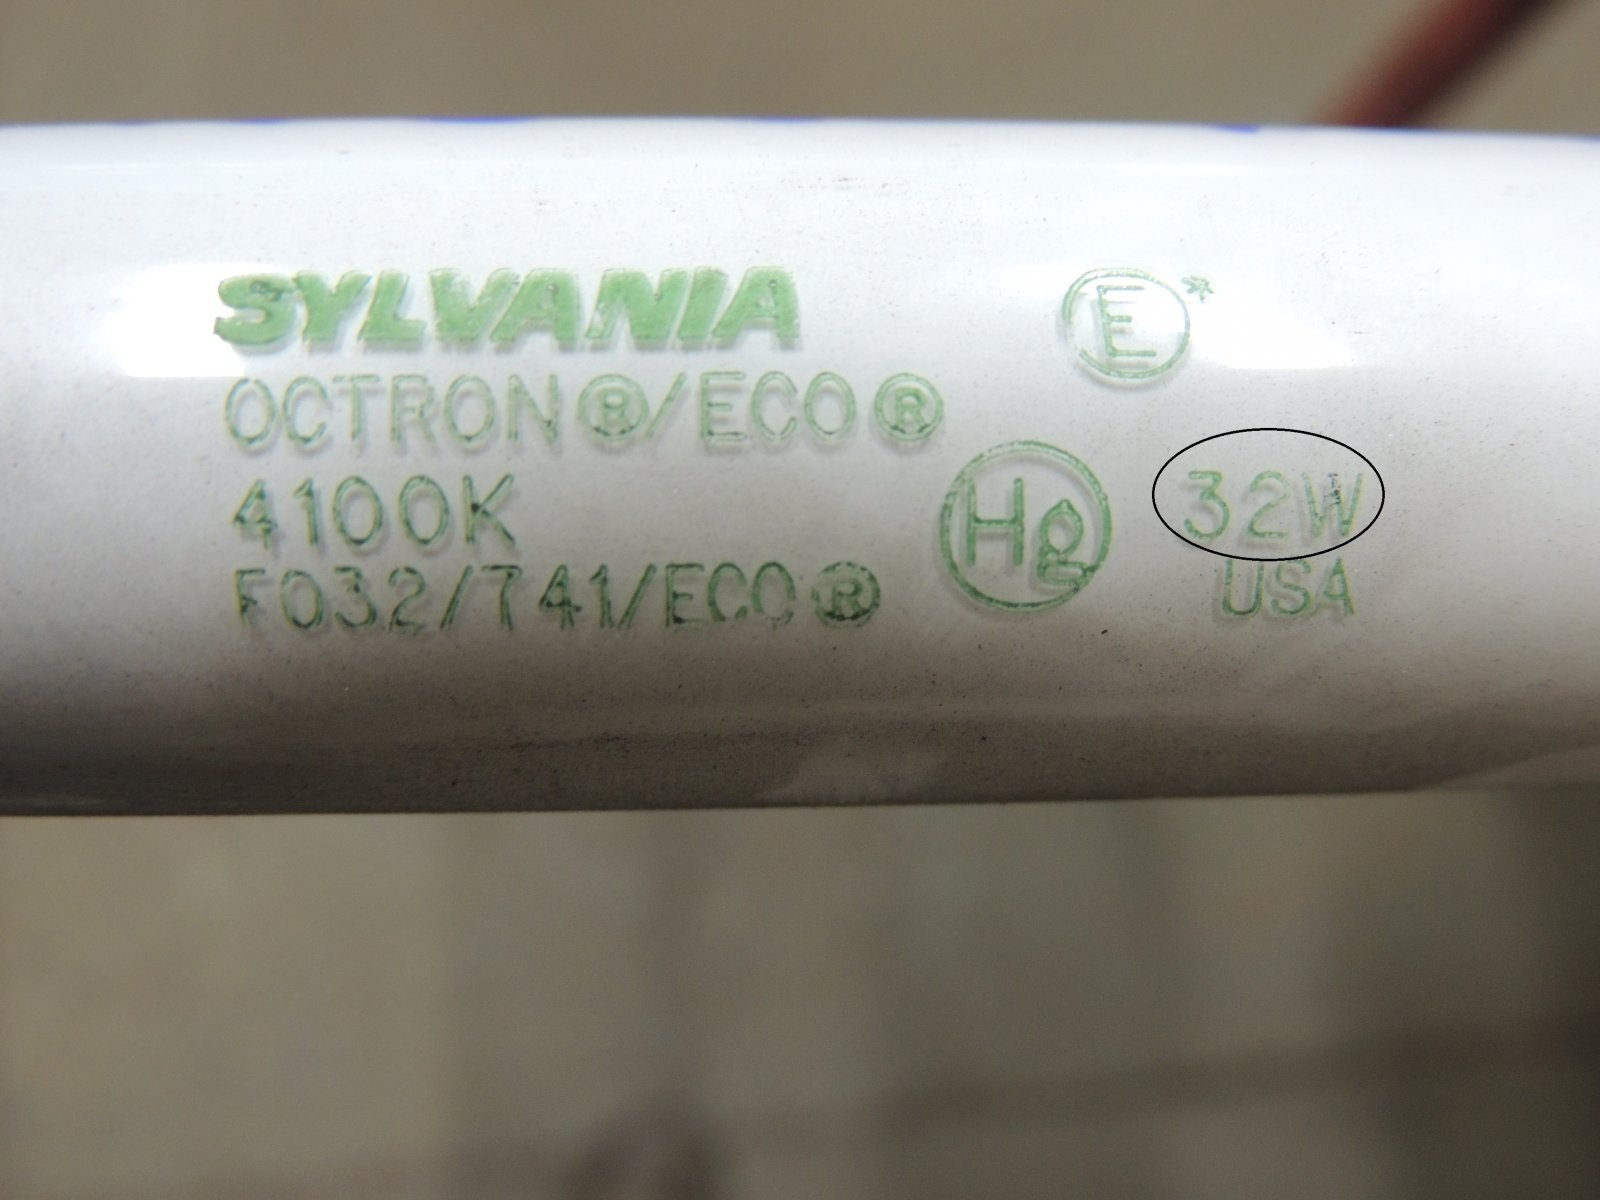 SYLVANIA
E*
OCTRON®/ECO®
4100K
Hg
32W
FO32/741/ECO®
USA